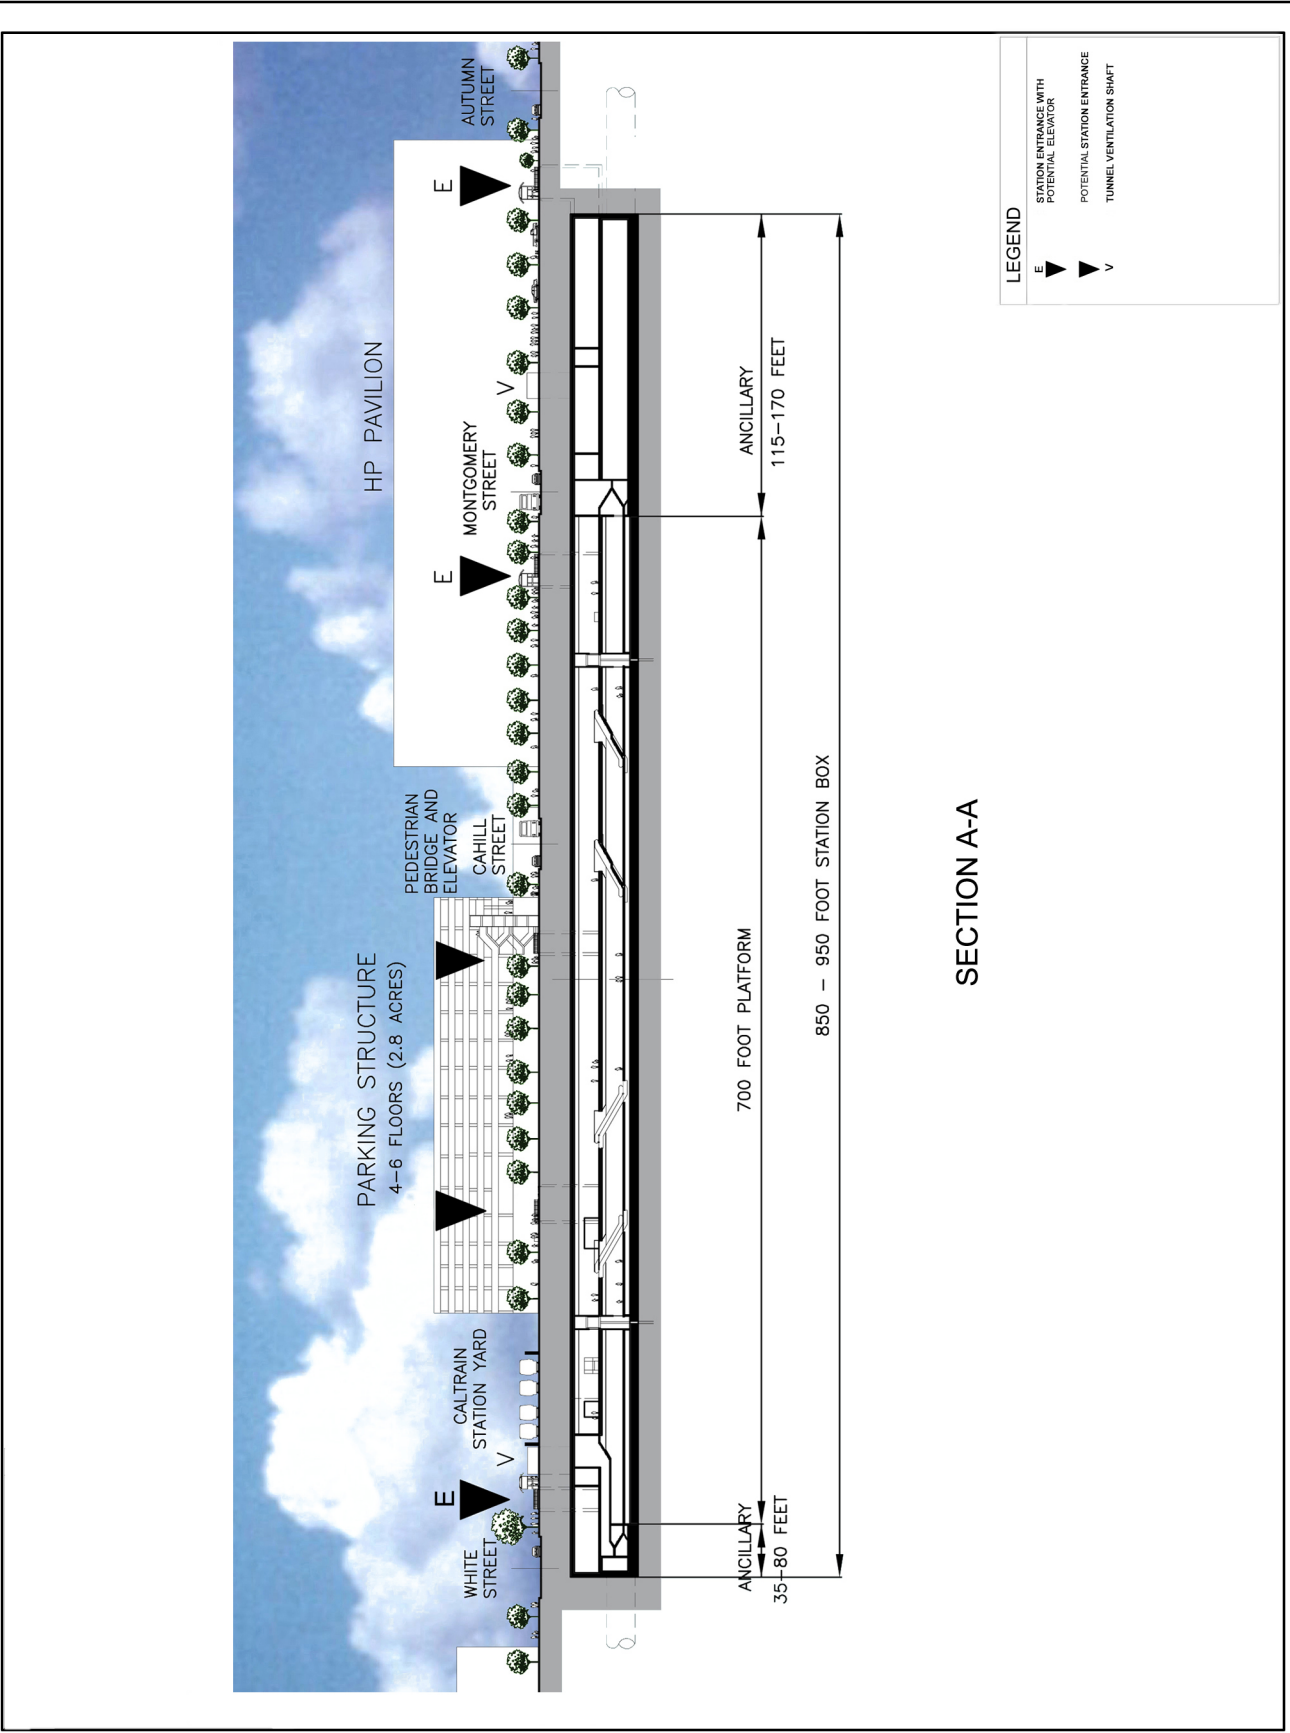 HP PAVILION
PARKING STRUCTURE
4-6 FLOORS (2.8 ACRES)
PEDESTRIAN
BRIDGE AND
ELEVATOR
E
WHITE
STREET
V
CALTRAIN
STATION YARD
CAHILL
STREET
E
MONTGOMERY
STREET
V
E
AUTUMN
STREET
ANCILLARY
35-80 FEET
700 FOOT PLATFORM
ANCILLARY
115-170 FEET
850 - 950 FOOT STATION BOX
SECTION A-A
LEGEND
E
STATION ENTRANCE WITH
POTENTIAL ELEVATOR
POTENTIAL STATION ENTRANCE
V
TUNNEL VENTILATION SHAFT